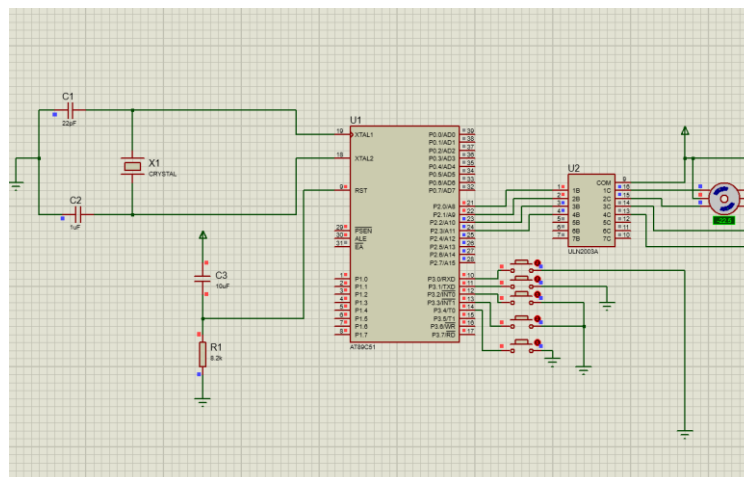 C1
22pF
X1
CRYSTAL
C2
1uF
C3
10uF
R1
8.2k
U1
19 XTAL1
18 XTAL2
9 RST
29 PSEN
30 ALE
31 EA
1 P1.0
2 P1.1
3 P1.2
4 P1.3
5 P1.4
6 P1.5
7 P1.6
8 P1.7
P0.0/AD0 39
P0.1/AD1 38
P0.2/AD2 37
P0.3/AD3 36
P0.4/AD4 35
P0.5/AD5 34
P0.6/AD6 33
P0.7/AD7 32
P2.0/A8 21
P2.1/A9 22
P2.2/A10 23
P2.3/A11 24
P2.4/A12 25
P2.5/A13 26
P2.6/A14 27
P2.7/A15 28
P3.0/RXD 10
P3.1/TXD 11
P3.2/INT0 12
P3.3/INT1 13
P3.4/T0 14
P3.5/T1 15
P3.6/WR 16
P3.7/RD 17
AT89C51
U2
COM 9
1 1B 1C 16
2 2B 2C 15
3 3B 3C 14
4 4B 4C 13
5 5B 5C 12
6 6B 6C 11
7 7B 7C 10
ULN2003A